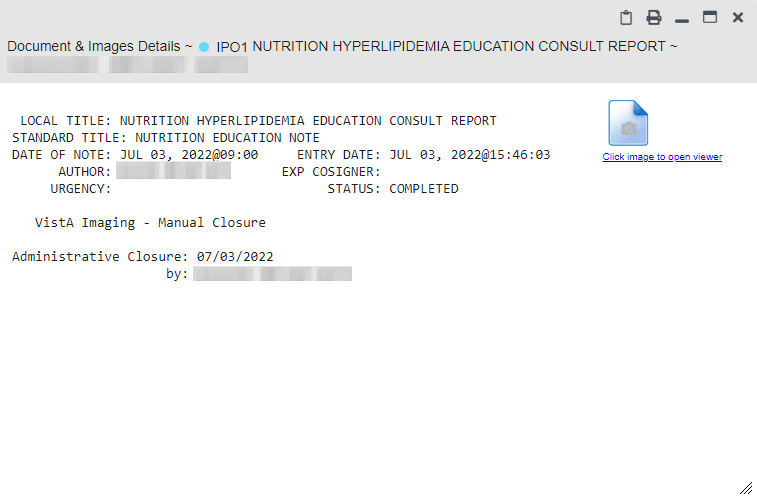 Document & Images Details ~ IPO1 NUTRITION HYPERLIPIDEMIA EDUCATION CONSULT REPORT ~
LOCAL TITLE: NUTRITION HYPERLIPIDEMIA EDUCATION CONSULT REPORT
STANDARD TITLE: NUTRITION EDUCATION NOTE
DATE OF NOTE: JUL 03, 2022@09:00 ENTRY DATE: JUL 03, 2022@15:46:03
AUTHOR: EXP COSIGNER:
URGENCY: STATUS: COMPLETED
VistA Imaging - Manual Closure
Administrative Closure: 07/03/2022
by:
Click image to open viewer